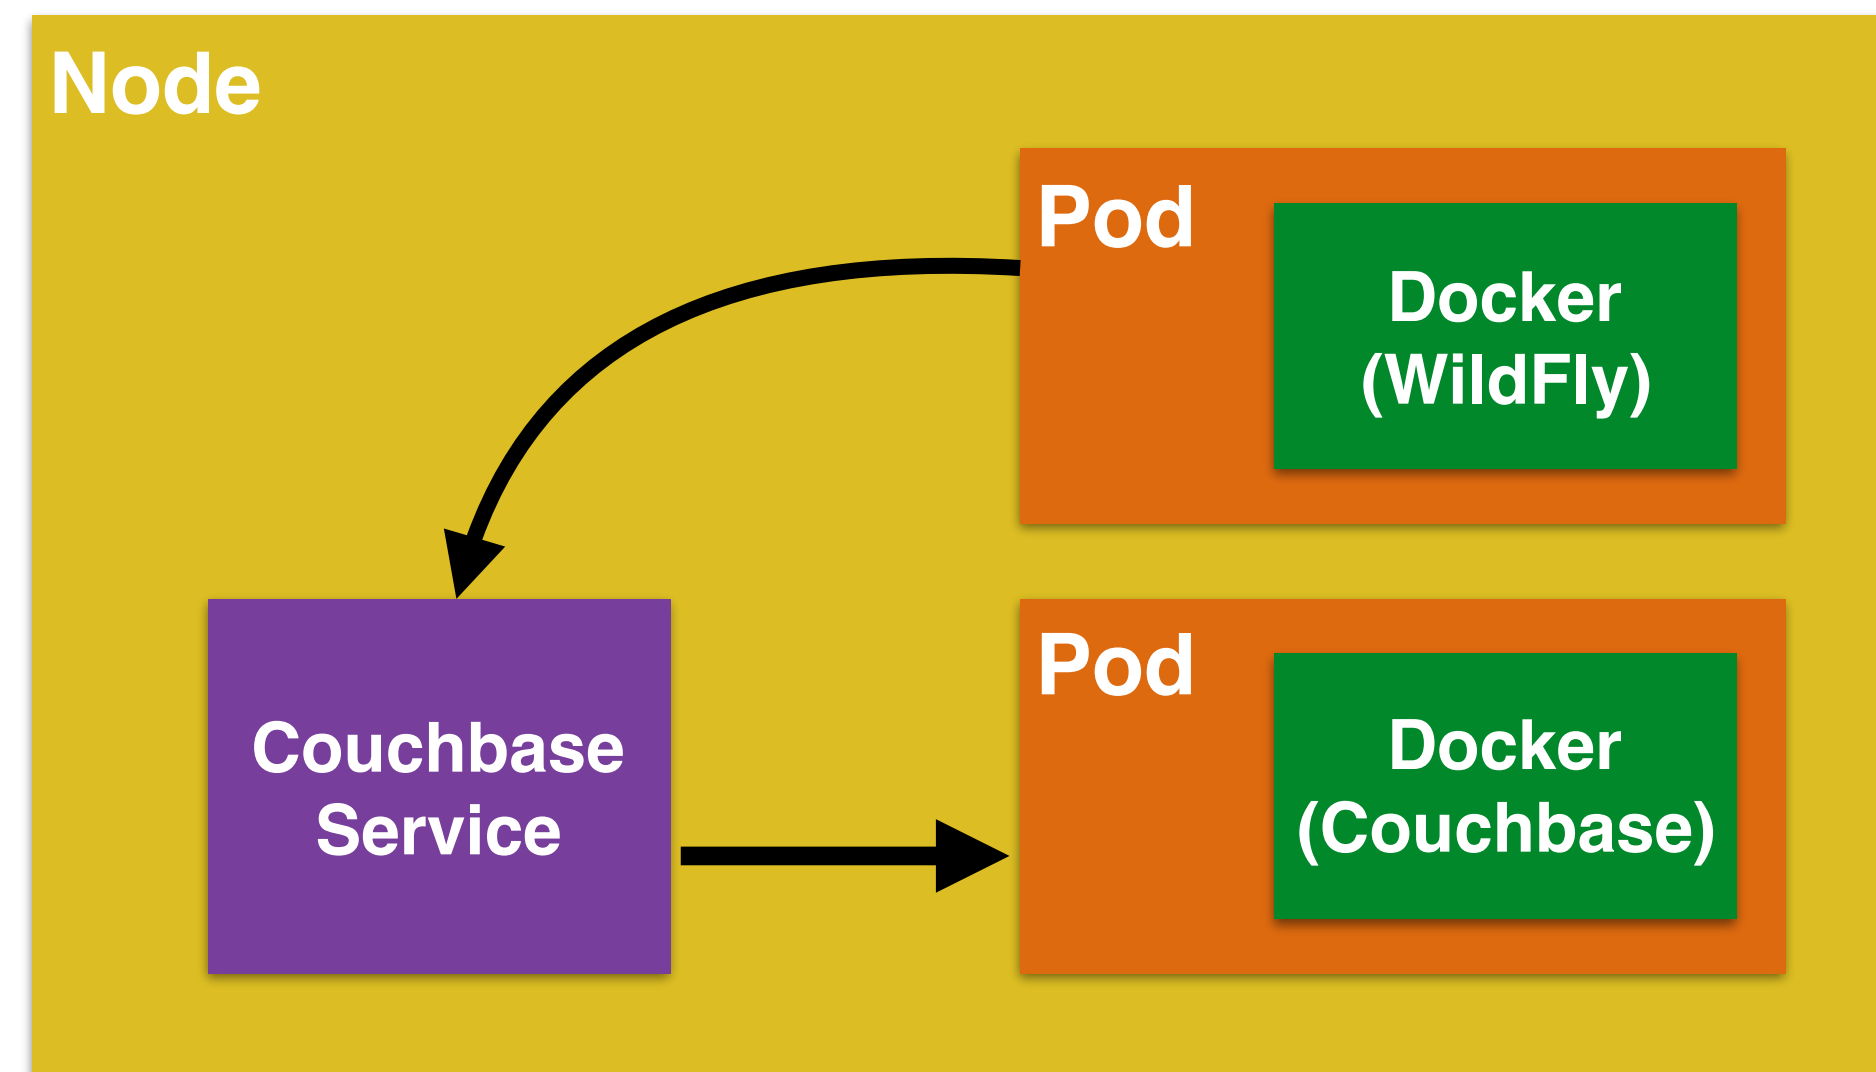 Node
Pod
Docker
(WildFly)
Couchbase
Service
Pod
Docker
(Couchbase)